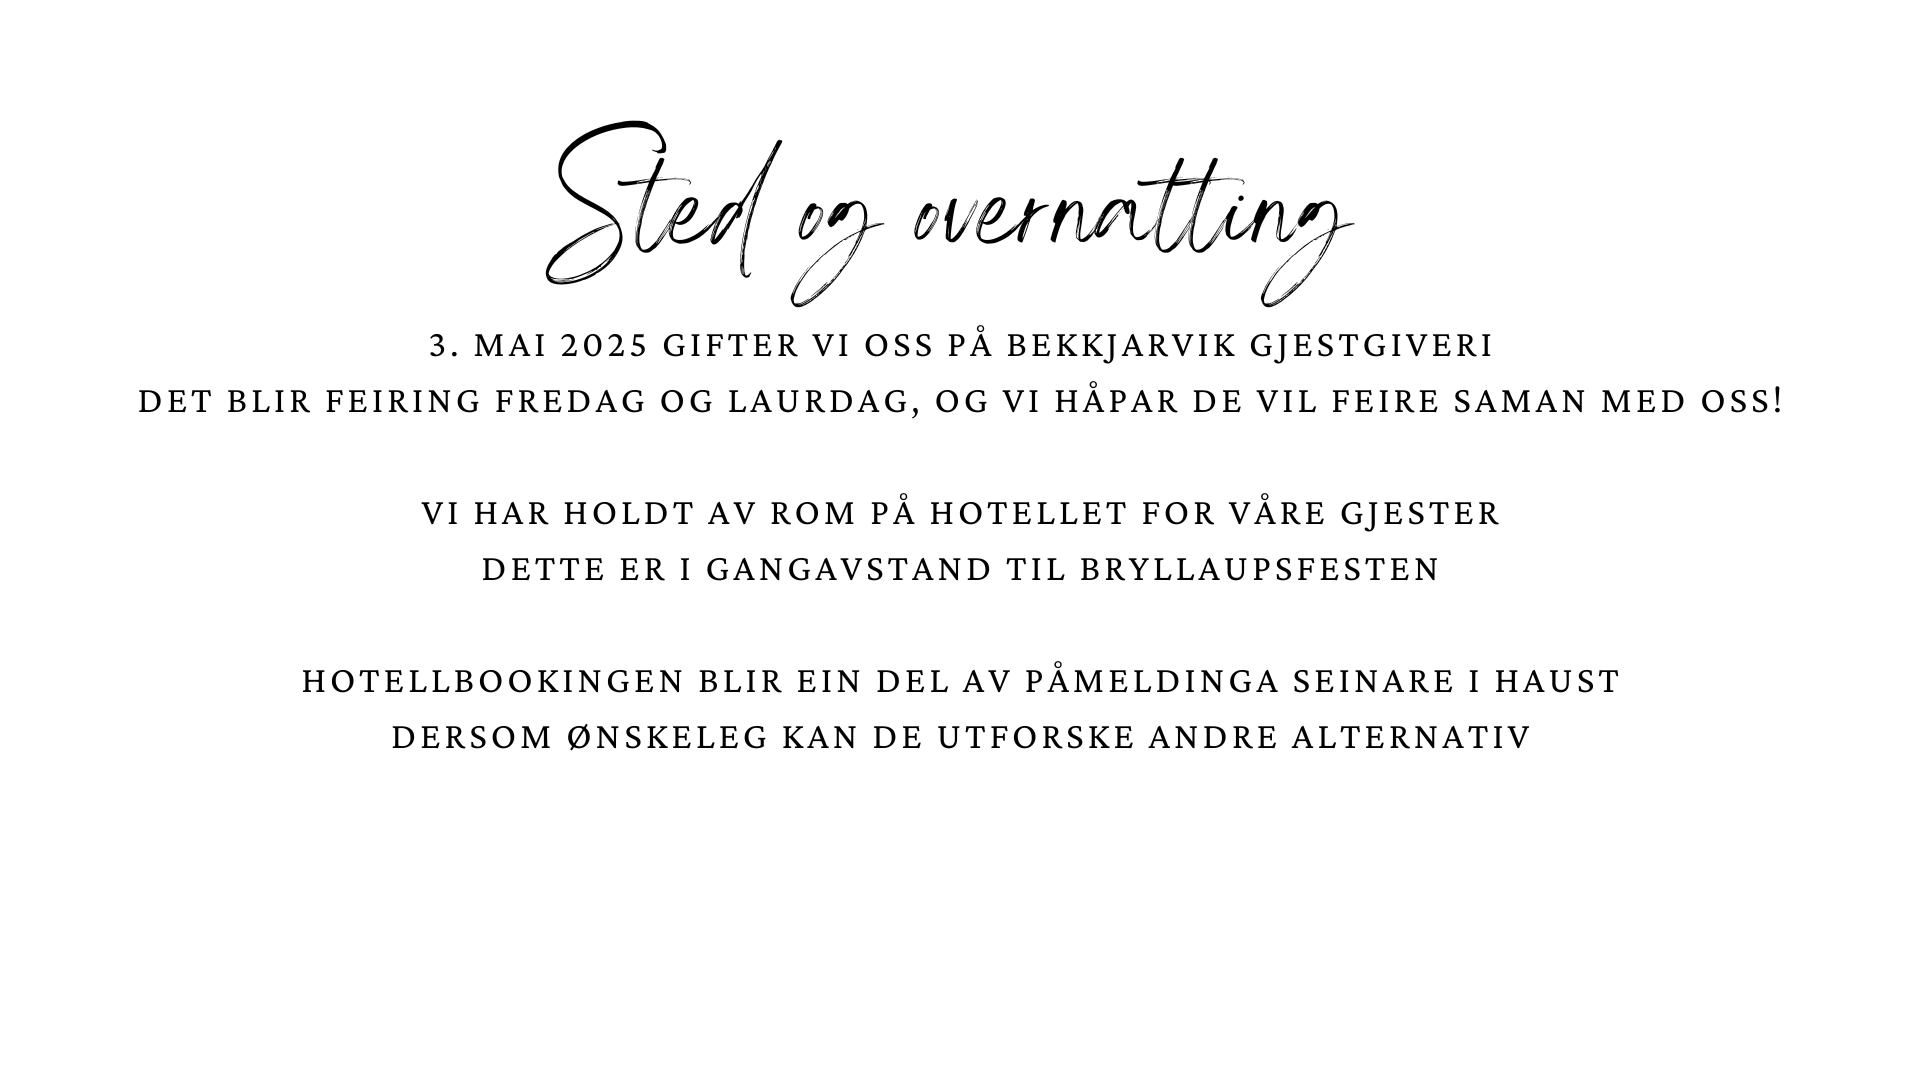 Sted og overnatting
3. MAI 2025 GIFTER VI OSS PÅ BEKKJARVIK GJESTGIVERI
DET BLIR FEIRING FREDAG OG LAURDAG, OG VI HÅPAR DE VIL FEIRE SAMAN MED OSS!
VI HAR HOLDT AV ROM PÅ HOTELLET FOR VÅRE GJESTER
DETTE ER I GANGAVSTAND TIL BRYLLAUPSFESTEN
HOTELLBOOKINGEN BLIR EIN DEL AV PÅMELDINGA SEINARE I HAUST
DERSOM ØNSKELEG KAN DE UTFORSKE ANDRE ALTERNATIV